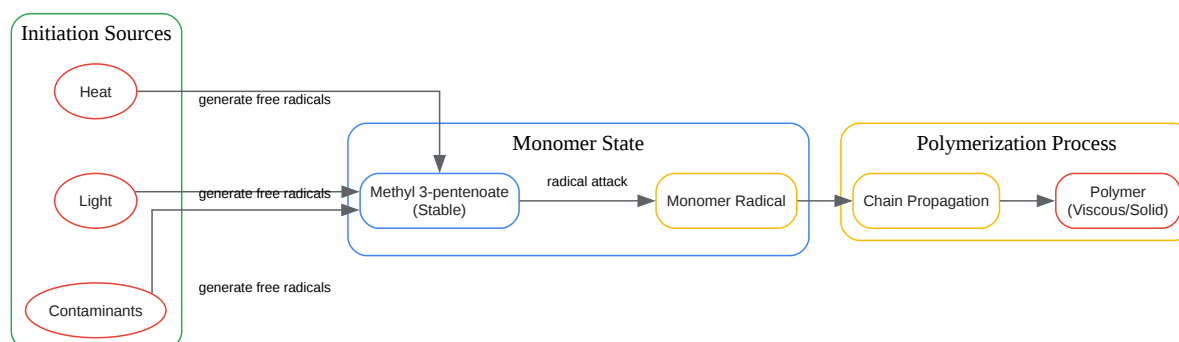 Initiation Sources
Heat
generate free radicals
Light
generate free radicals
Contaminants
generate free radicals
Monomer State
Methyl 3-pentenoate
(Stable)
radical attack
Monomer Radical
Polymerization Process
Chain Propagation
Polymer
(Viscous/Solid)